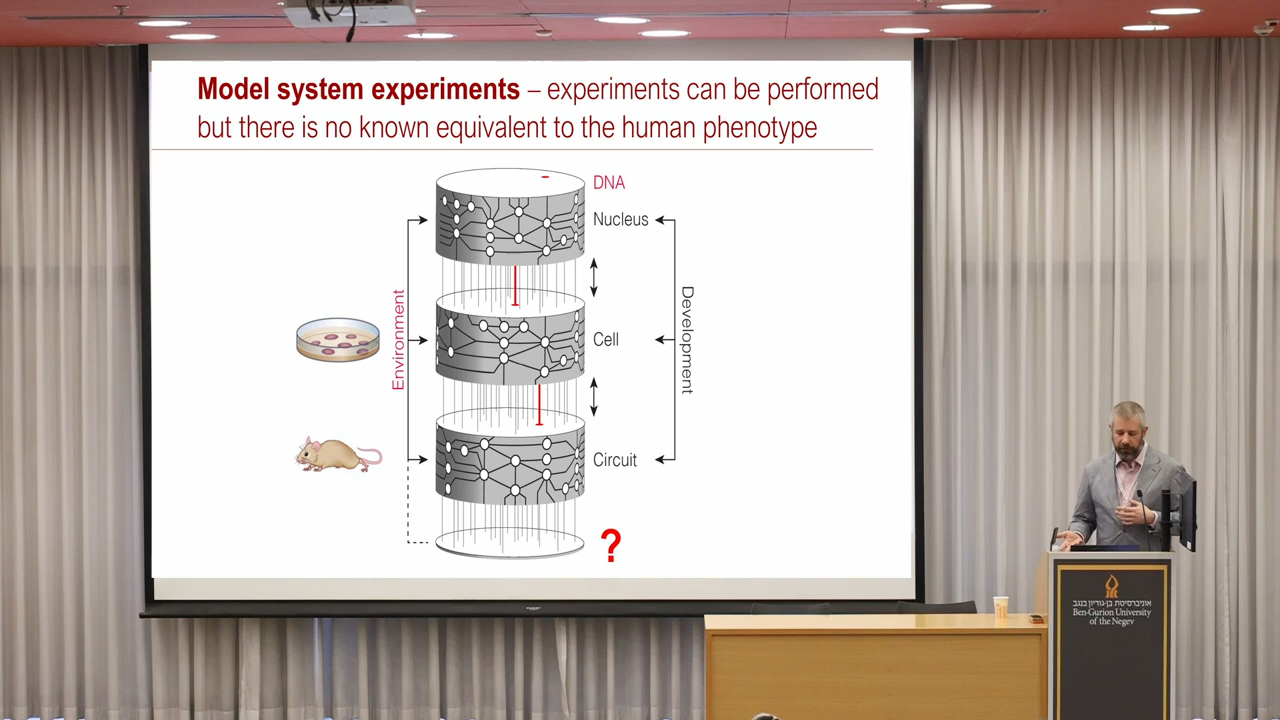 Model system experiments – experiments can be performed
but there is no known equivalent to the human phenotype
DNA
Nucleus
Environment
Cell
Development
Circuit
?
אוניברסיטת בן-גוריון בנגב
Ben-Gurion University
of the Negev